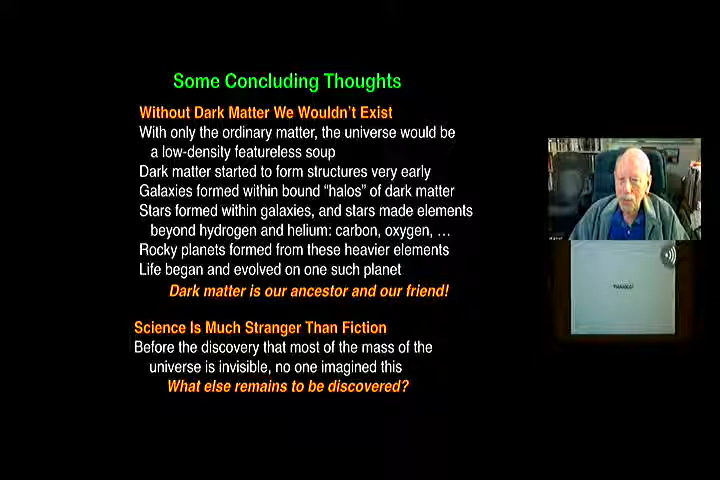 Some Concluding Thoughts
Without Dark Matter We Wouldn't Exist
With only the ordinary matter, the universe would be
a low-density featureless soup
Dark matter started to form structures very early
Galaxies formed within bound “halos” of dark matter
Stars formed within galaxies, and stars made elements
beyond hydrogen and helium: carbon, oxygen, …
Rocky planets formed from these heavier elements
Life began and evolved on one such planet
Dark matter is our ancestor and our friend!
Science Is Much Stranger Than Fiction
Before the discovery that most of the mass of the
universe is invisible, no one imagined this
What else remains to be discovered?